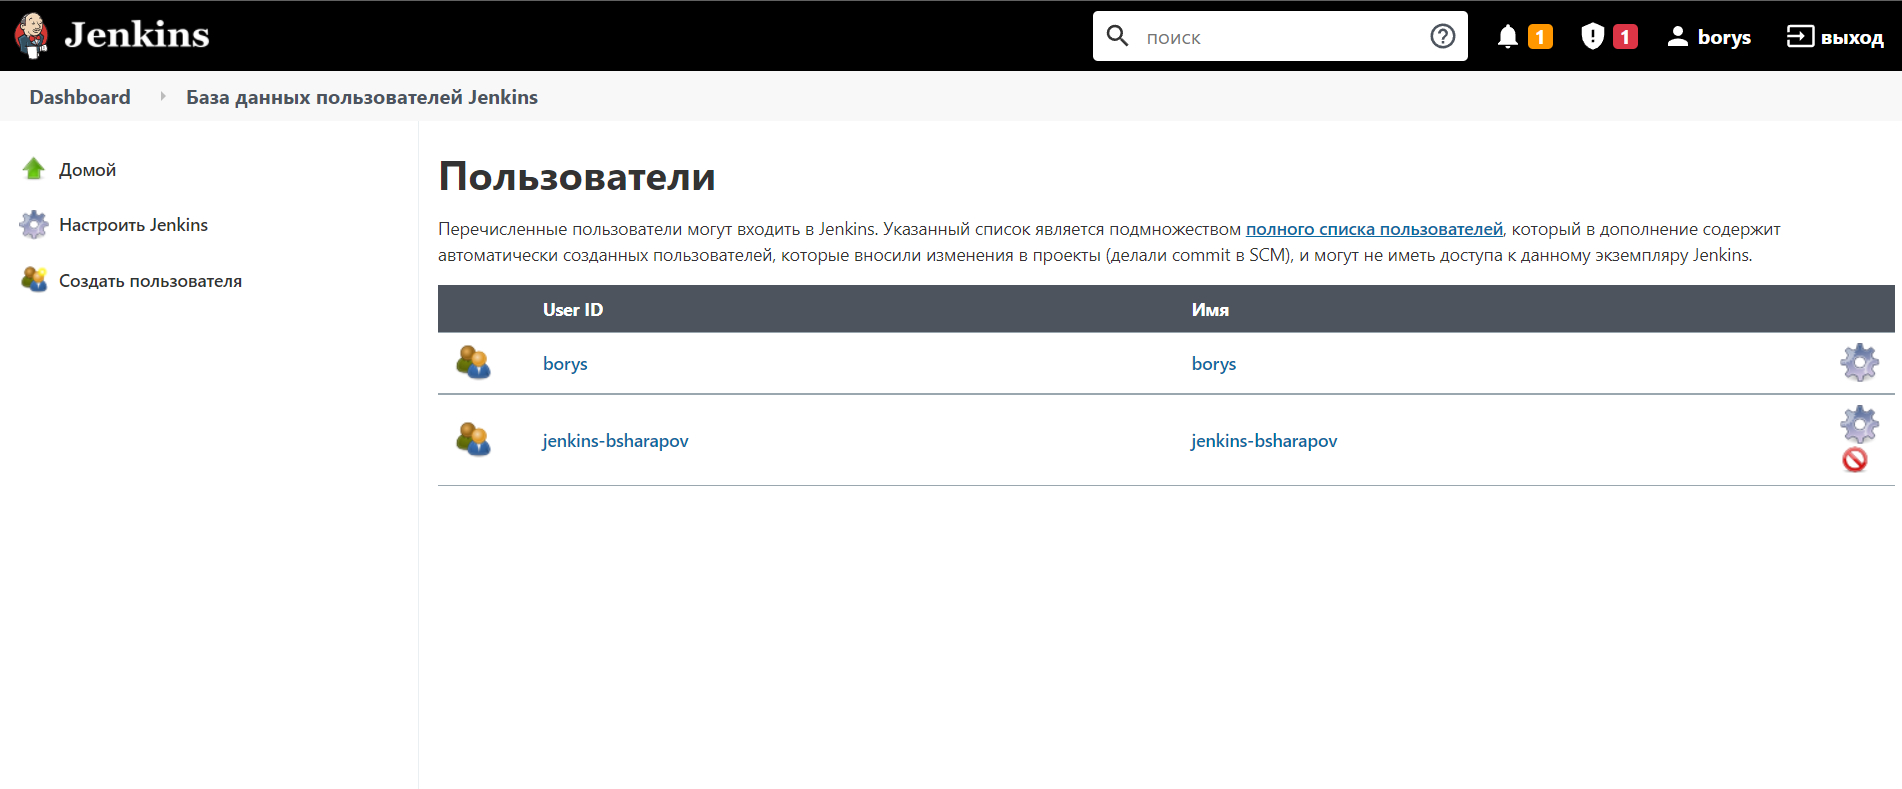 Jenkins
поиск
1
1
borys
выход
Dashboard
База данных пользователей Jenkins
Домой
Настроить Jenkins
Создать пользователя
Пользователи
Перечисленные пользователи могут входить в Jenkins. Указанный список является подмножеством полного списка пользователей, который в дополнение содержит
автоматически созданных пользователей, которые вносили изменения в проекты (делали commit в SCM), и могут не иметь доступа к данному экземпляру Jenkins.
User ID Имя
borys borys
jenkins-bsharapov jenkins-bsharapov